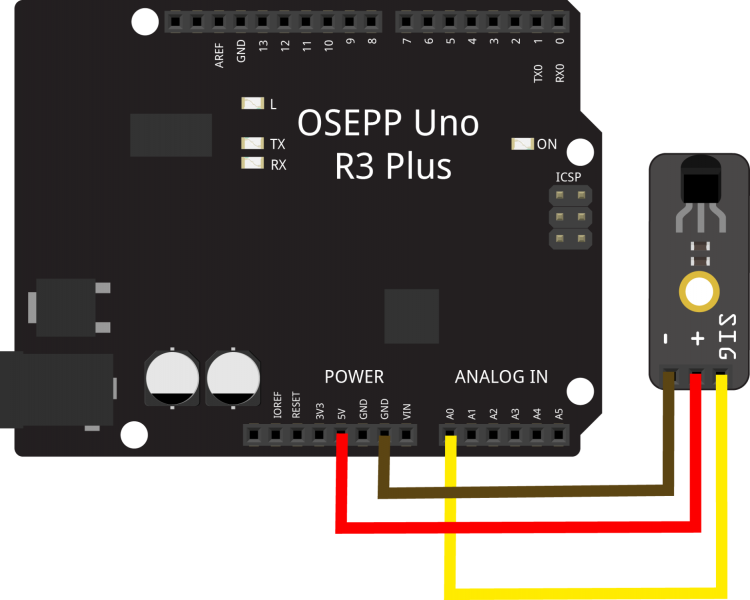 AREF GND 13 12 11 10 9 8 7 6 5 4 3 2 1 0
TX0 RX0
L
TX
RX
OSEPP Uno
R3 Plus
ON
ICSP
SIG
+
-
POWER
ANALOG IN
IOREF RESET 3V3 5V GND GND VIN A0 A1 A2 A3 A4 A5